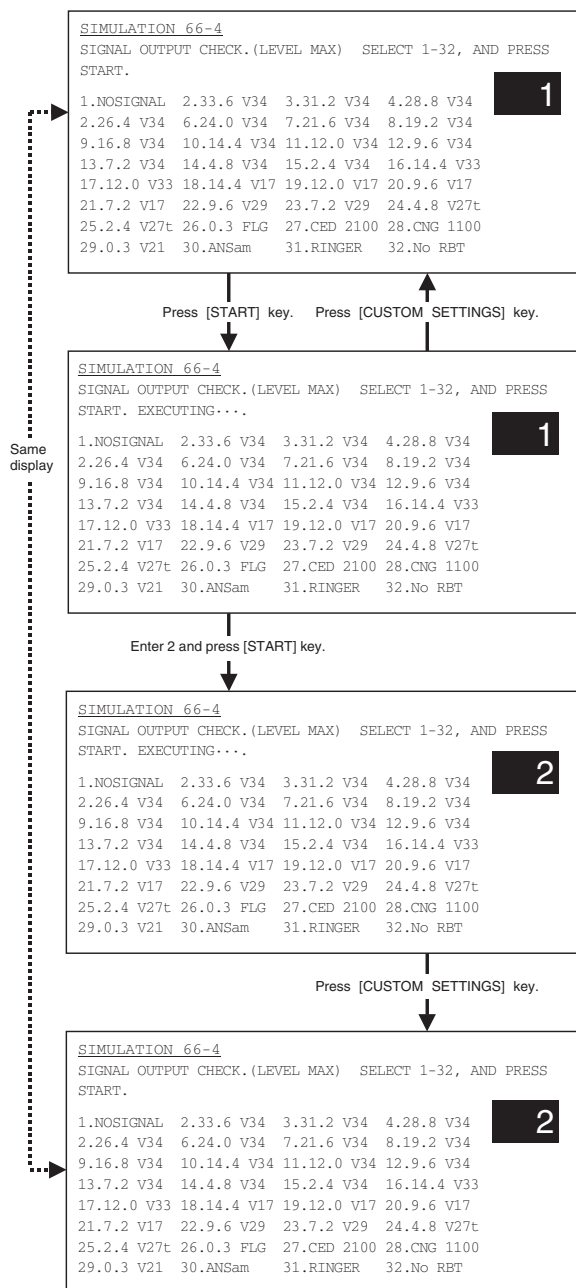 SIMULATION 66-4
SIGNAL OUTPUT CHECK.(LEVEL MAX) SELECT 1-32, AND PRESS
START.
1
1.NOSIGNAL 2.33.6 V34 3.31.2 V34 4.28.8 V34
2.26.4 V34 6.24.0 V34 7.21.6 V34 8.19.2 V34
9.16.8 V34 10.14.4 V34 11.12.0 V34 12.9.6 V34
13.7.2 V34 14.4.8 V34 15.2.4 V34 16.14.4 V33
17.12.0 V33 18.14.4 V17 19.12.0 V17 20.9.6 V17
21.7.2 V17 22.9.6 V29 23.7.2 V29 24.4.8 V27t
25.2.4 V27t 26.0.3 FLG 27.CED 2100 28.CNG 1100
29.0.3 V21 30.ANSam 31.RINGER 32.No RBT
Press [START] key. Press [CUSTOM SETTINGS] key.
SIMULATION 66-4
SIGNAL OUTPUT CHECK.(LEVEL MAX) SELECT 1-32, AND PRESS
START. EXECUTING···.
1
1.NOSIGNAL 2.33.6 V34 3.31.2 V34 4.28.8 V34
2.26.4 V34 6.24.0 V34 7.21.6 V34 8.19.2 V34
9.16.8 V34 10.14.4 V34 11.12.0 V34 12.9.6 V34
13.7.2 V34 14.4.8 V34 15.2.4 V34 16.14.4 V33
17.12.0 V33 18.14.4 V17 19.12.0 V17 20.9.6 V17
21.7.2 V17 22.9.6 V29 23.7.2 V29 24.4.8 V27t
25.2.4 V27t 26.0.3 FLG 27.CED 2100 28.CNG 1100
29.0.3 V21 30.ANSam 31.RINGER 32.No RBT
Same
display
Enter 2 and press [START] key.
SIMULATION 66-4
SIGNAL OUTPUT CHECK.(LEVEL MAX) SELECT 1-32, AND PRESS
START. EXECUTING···.
2
1.NOSIGNAL 2.33.6 V34 3.31.2 V34 4.28.8 V34
2.26.4 V34 6.24.0 V34 7.21.6 V34 8.19.2 V34
9.16.8 V34 10.14.4 V34 11.12.0 V34 12.9.6 V34
13.7.2 V34 14.4.8 V34 15.2.4 V34 16.14.4 V33
17.12.0 V33 18.14.4 V17 19.12.0 V17 20.9.6 V17
21.7.2 V17 22.9.6 V29 23.7.2 V29 24.4.8 V27t
25.2.4 V27t 26.0.3 FLG 27.CED 2100 28.CNG 1100
29.0.3 V21 30.ANSam 31.RINGER 32.No RBT
Press [CUSTOM SETTINGS] key.
SIMULATION 66-4
SIGNAL OUTPUT CHECK.(LEVEL MAX) SELECT 1-32, AND PRESS
START.
2
1.NOSIGNAL 2.33.6 V34 3.31.2 V34 4.28.8 V34
2.26.4 V34 6.24.0 V34 7.21.6 V34 8.19.2 V34
9.16.8 V34 10.14.4 V34 11.12.0 V34 12.9.6 V34
13.7.2 V34 14.4.8 V34 15.2.4 V34 16.14.4 V33
17.12.0 V33 18.14.4 V17 19.12.0 V17 20.9.6 V17
21.7.2 V17 22.9.6 V29 23.7.2 V29 24.4.8 V27t
25.2.4 V27t 26.0.3 FLG 27.CED 2100 28.CNG 1100
29.0.3 V21 30.ANSam 31.RINGER 32.No RBT